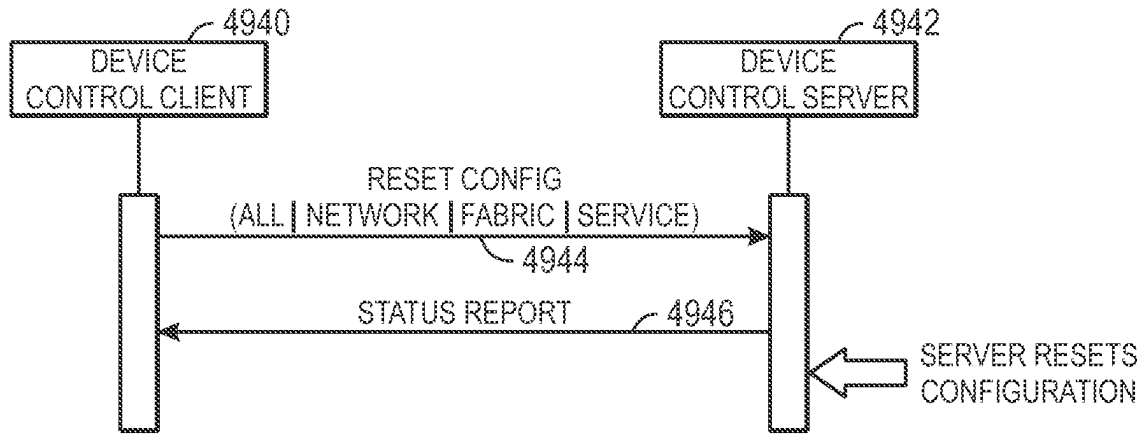 4940
DEVICE
CONTROL CLIENT
4942
DEVICE
CONTROL SERVER
RESET CONFIG
(ALL | NETWORK | FABRIC | SERVICE)
4944
STATUS REPORT
4946
SERVER RESETS
CONFIGURATION